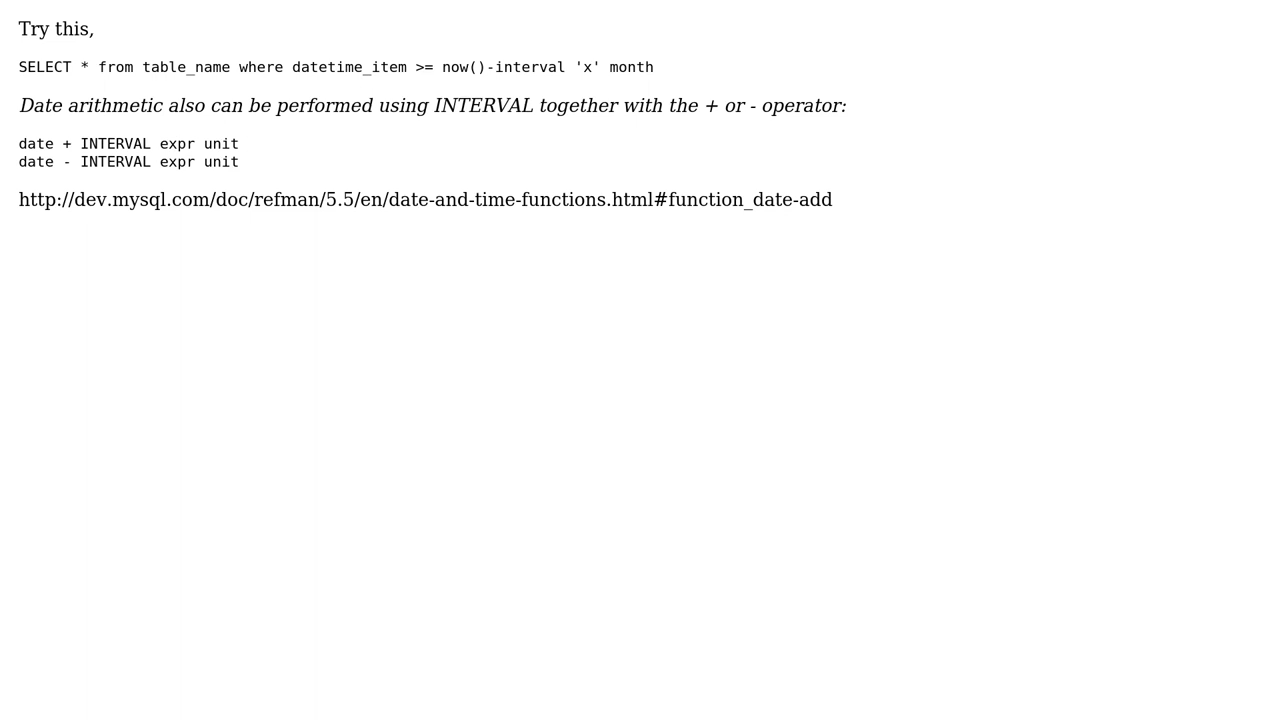 Try this,
SELECT * from table_name where datetime_item >= now()-interval 'x' month
Date arithmetic also can be performed using INTERVAL together with the + or - operator:
date + INTERVAL expr unit
date - INTERVAL expr unit
http://dev.mysql.com/doc/refman/5.5/en/date-and-time-functions.html#function_date-add